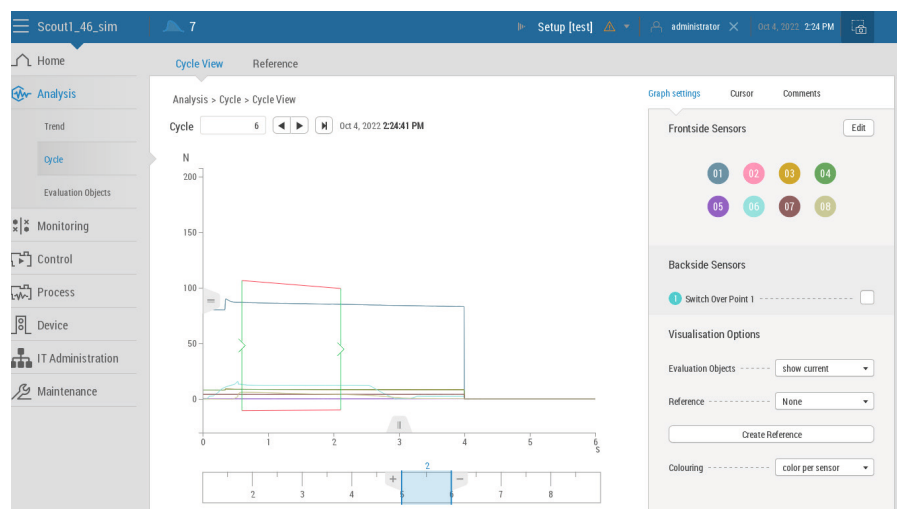 Scout1_46_sim
7
Setup [test]
administrator
Oct 4, 2022 2:24 PM
Home
Analysis
Trend
Cycle
Evaluation Objects
Monitoring
Control
Process
Device
IT Administration
Maintenance
Cycle View
Reference
Analysis > Cycle > Cycle View
Cycle
6
Oct 4, 2022 2:24:41 PM
N
200
150
100
50
0
0 1 2 3 4 5 6
s
2
2 3 4 5 6 7 8
Graph settings
Cursor
Comments
Frontside Sensors
Edit
01 02 03 04
05 06 07 08
Backside Sensors
1 Switch Over Point 1
Visualisation Options
Evaluation Objects show current
Reference None
Create Reference
Colouring color per sensor